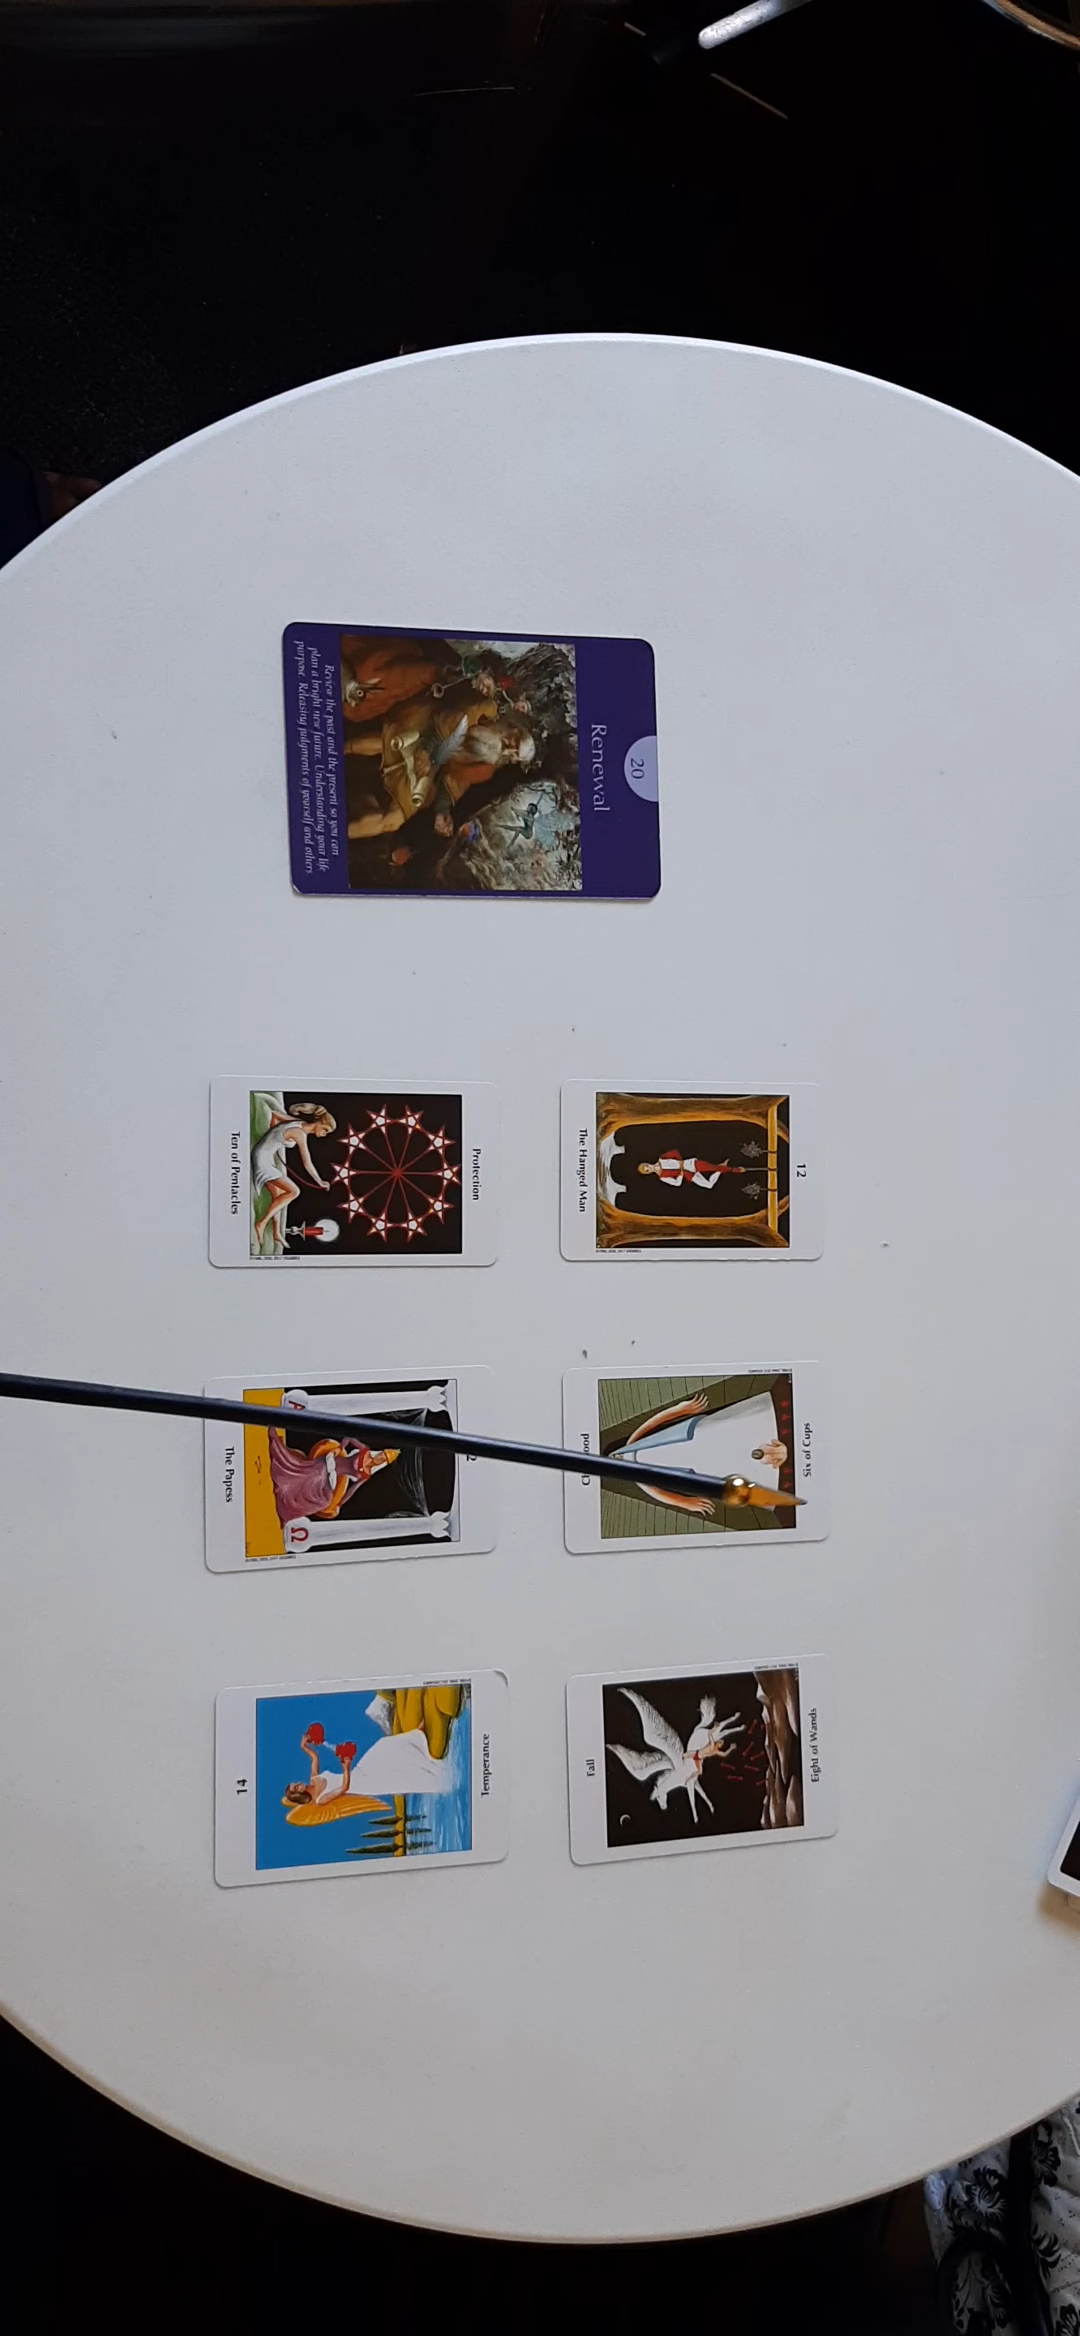 20
Renewal
Review the past and the present so you can
plan a bright new future. Understanding your life
purpose. Releasing judgments of yourself and others.
12
The Hanged Man
Protection
Ten of Pentacles
Six of Cups
2
The Papess
Ω
Eight of Wands
Fall
Temperance
14